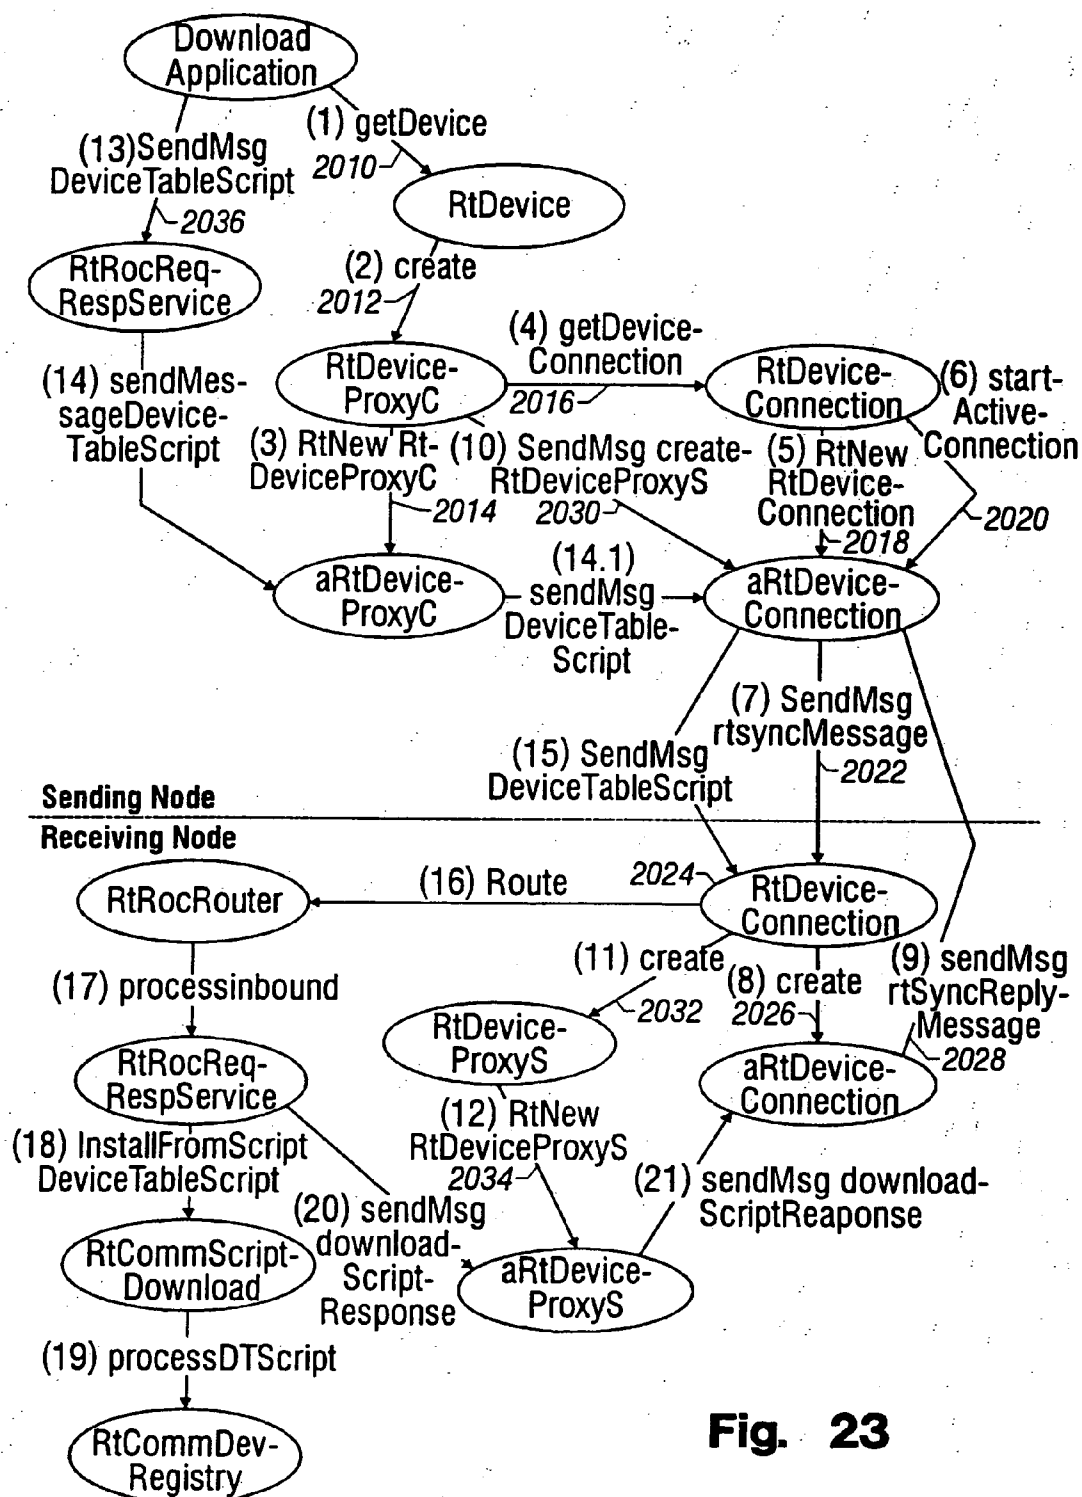 Download
Application
(1) getDevice
2010
(13)SendMsg
DeviceTableScript
2036
RtDevice
RtRocReq-
RespService
(2) create
2012
(4) getDevice-
Connection
2016
RtDevice-
ProxyC
RtDevice-
Connection
(6) start-
Active-
Connection
2020
(14) sendMes-
sageDevice-
TableScript
(3) RtNew Rt-
DeviceProxyC
2014
(10) SendMsg create-
RtDeviceProxyS
2030
(5) RtNew
RtDevice-
Connection
2018
aRtDevice-
ProxyC
(14.1)
sendMsg
DeviceTable-
Script
aRtDevice-
Connection
(7) SendMsg
rtsyncMessage
2022
(15) SendMsg
DeviceTableScript
Sending Node
Receiving Node
RtRocRouter
(16) Route
2024
RtDevice-
Connection
(17) processinbound
(11) create
2032
(8) create
2026
(9) sendMsg
rtSyncReply-
Message
2028
RtDevice-
ProxyS
RtRocReq-
RespService
aRtDevice-
Connection
(12) RtNew
RtDeviceProxyS
2034
(18) InstallFromScript
DeviceTableScript
(20) sendMsg
download-
Script-
Response
(21) sendMsg download-
ScriptReaponse
RtCommScript-
Download
aRtDevice-
ProxyS
(19) processDTScript
RtCommDev-
Registry
Fig. 23